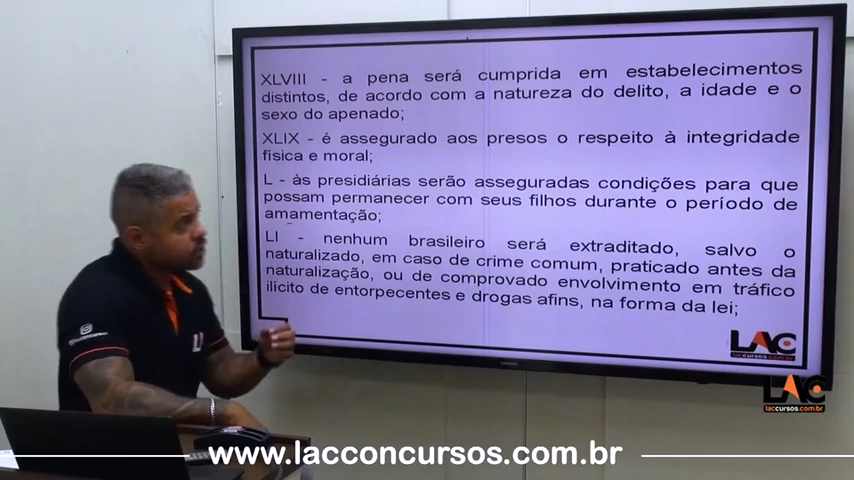 XLVIII - a pena será cumprida em estabelecimentos
distintos, de acordo com a natureza do delito, a idade e o
sexo do apenado;
XLIX - é assegurado aos presos o respeito à integridade
física e moral;
L - às presidiárias serão asseguradas condições para que
possam permanecer com seus filhos durante o período de
amamentação;
LI - nenhum brasileiro será extraditado, salvo o
naturalizado, em caso de crime comum, praticado antes da
naturalização, ou de comprovado envolvimento em tráfico
ilícito de entorpecentes e drogas afins, na forma da lei;
LAC
laccursos.com.br
LAC
laccursos.com.br
www.lacconcursos.com.br